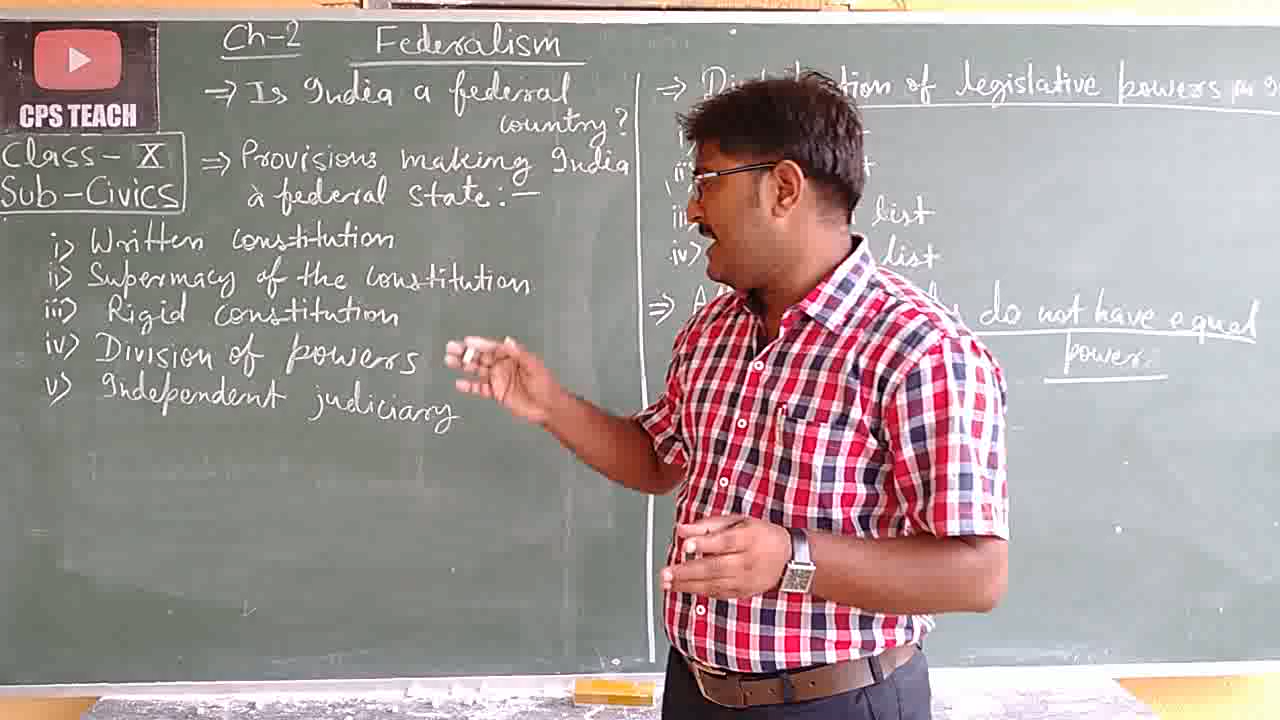 CPS TEACH
Class - X
Sub-Civics
Ch-2 Federalism
⇒ Is India a federal
country?
⇒ Provisions making India
a federal state:-
i) Written constitution
ii) Supermacy of the constitution
iii) Rigid constitution
iv) Division of powers
v) Independent judiciary
⇒ of legislative powers
list
iv) list
⇒ do not have equal
power.